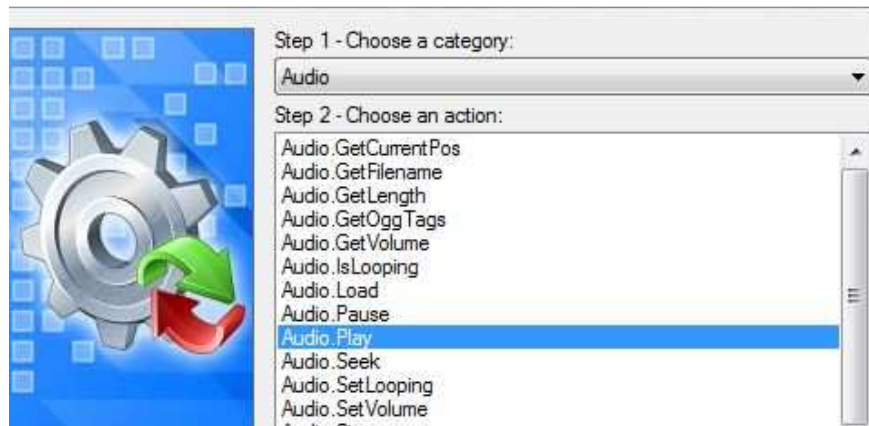 Step 1 - Choose a category:
Audio
Step 2 - Choose an action:
Audio.GetCurrentPos
Audio.GetFilename
Audio.GetLength
Audio.GetOggTags
Audio.GetVolume
Audio.IsLooping
Audio.Load
Audio.Pause
Audio.Play
Audio.Seek
Audio.SetLooping
Audio.SetVolume